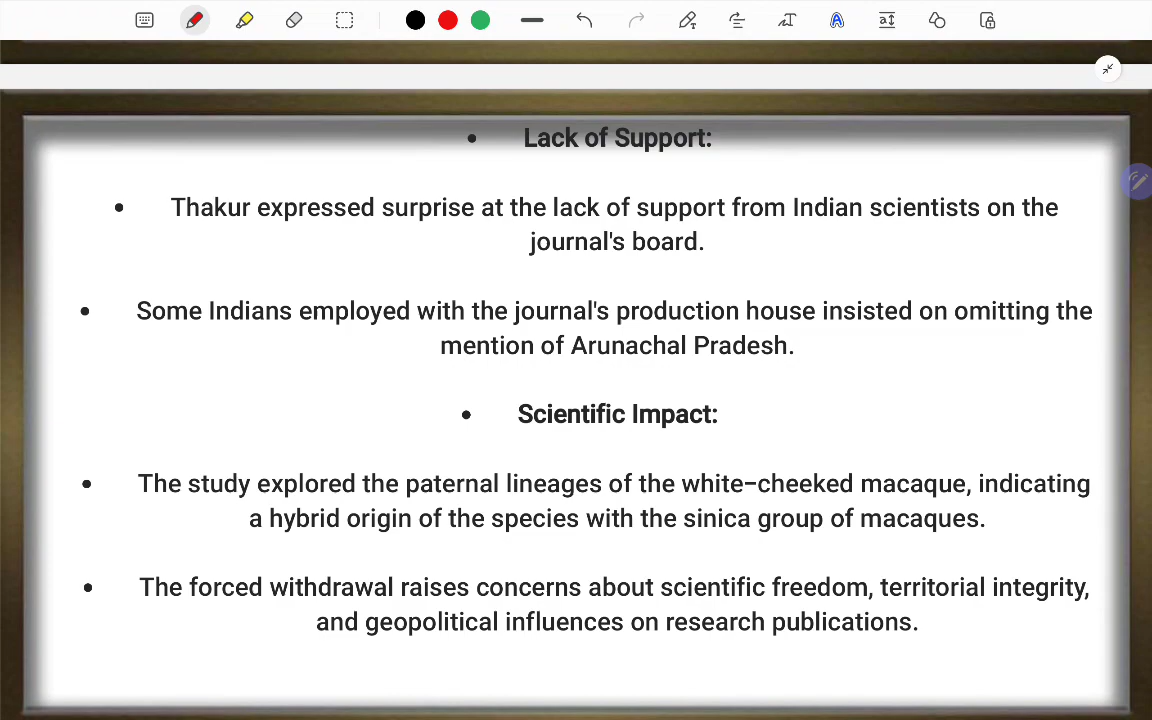 • Lack of Support:
• Thakur expressed surprise at the lack of support from Indian scientists on the
journal's board.
• Some Indians employed with the journal's production house insisted on omitting the
mention of Arunachal Pradesh.
• Scientific Impact:
• The study explored the paternal lineages of the white-cheeked macaque, indicating
a hybrid origin of the species with the sinica group of macaques.
• The forced withdrawal raises concerns about scientific freedom, territorial integrity,
and geopolitical influences on research publications.